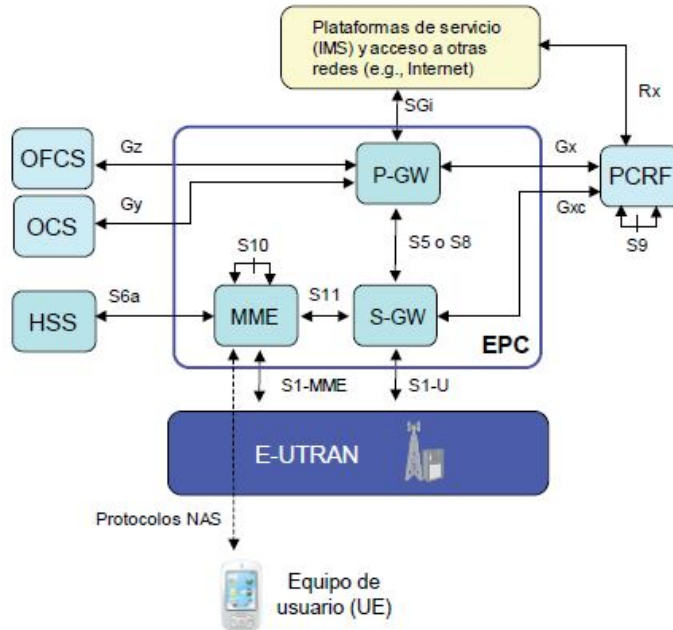 Plataformas de servicio
(IMS) y acceso a otras
redes (e.g., Internet)
SGi
Rx
OFCS
Gz
P-GW
Gx
PCRF
OCS
Gy
Gxc
S9
S10
S5 o S8
HSS
S6a
MME
S11
S-GW
EPC
S1-MME
S1-U
E-UTRAN
Protocolos NAS
Equipo de
usuario (UE)